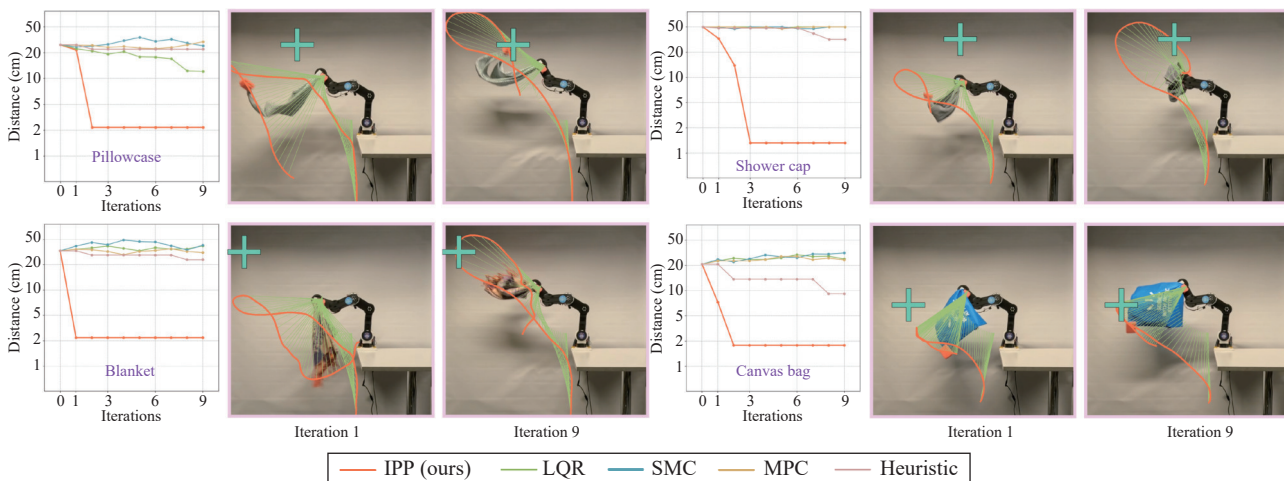 Distance (cm)
50
20
10
5
2
1
Pillowcase
0 1 3 6 9
Iterations
Distance (cm)
50
20
10
5
2
1
Shower cap
0 1 3 6 9
Iterations
Distance (cm)
50
20
10
5
2
1
Blanket
0 1 3 6 9
Iterations
Distance (cm)
50
20
10
5
2
1
Canvas bag
0 1 3 6 9
Iterations
Iteration 1
Iteration 9
Iteration 1
Iteration 9
IPP (ours) LQR SMC MPC Heuristic